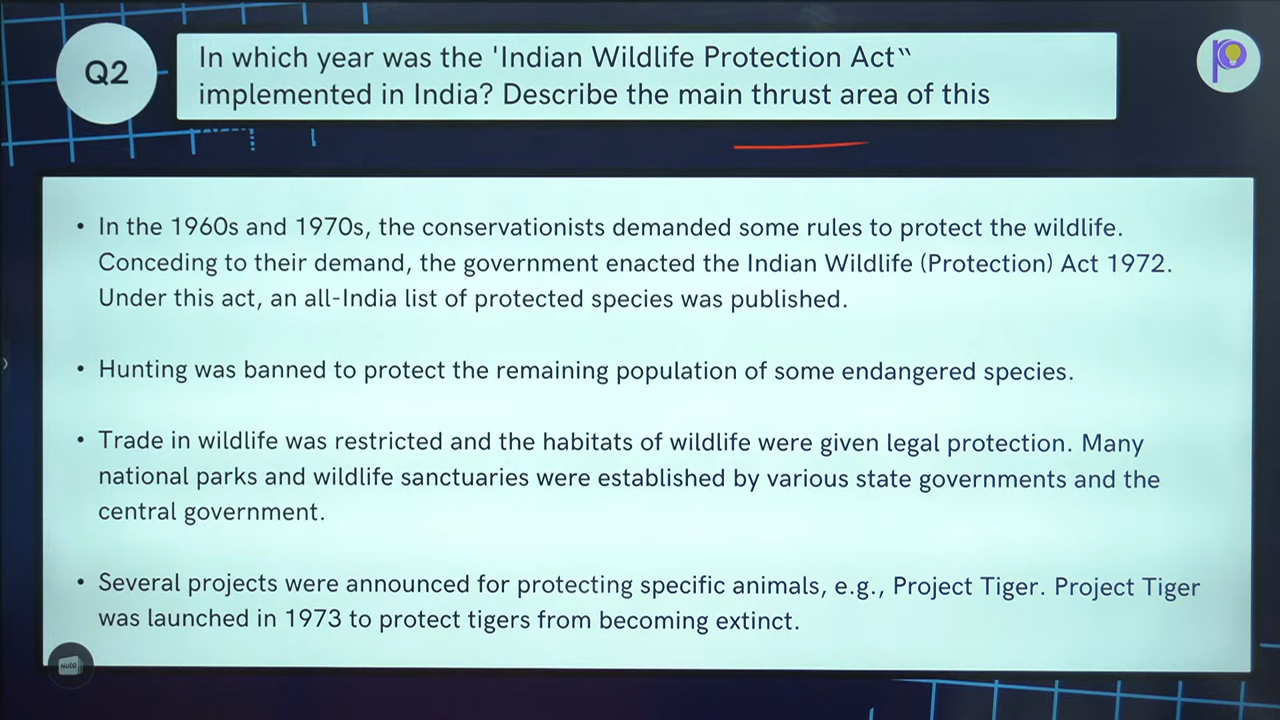 Q2
In which year was the 'Indian Wildlife Protection Act‶
implemented in India? Describe the main thrust area of this
• In the 1960s and 1970s, the conservationists demanded some rules to protect the wildlife.
Conceding to their demand, the government enacted the Indian Wildlife (Protection) Act 1972.
Under this act, an all-India list of protected species was published.
• Hunting was banned to protect the remaining population of some endangered species.
• Trade in wildlife was restricted and the habitats of wildlife were given legal protection. Many
national parks and wildlife sanctuaries were established by various state governments and the
central government.
• Several projects were announced for protecting specific animals, e.g., Project Tiger. Project Tiger
was launched in 1973 to protect tigers from becoming extinct.
Note